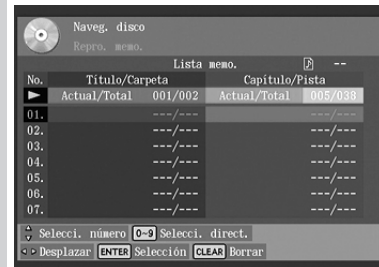 Naveg. disco
Repro. memo.
Lista memo. --
No. Título/Carpeta Capítulo/Pista
Actual/Total 001/002 Actual/Total 005/038
01. ---/--- ---/---
02. ---/--- ---/---
03. ---/--- ---/---
04. ---/--- ---/---
05. ---/--- ---/---
06. ---/--- ---/---
07. ---/--- ---/---
Selecci. número 0~9 Selecci. direct.
Desplazar ENTER Selección CLEAR Borrar